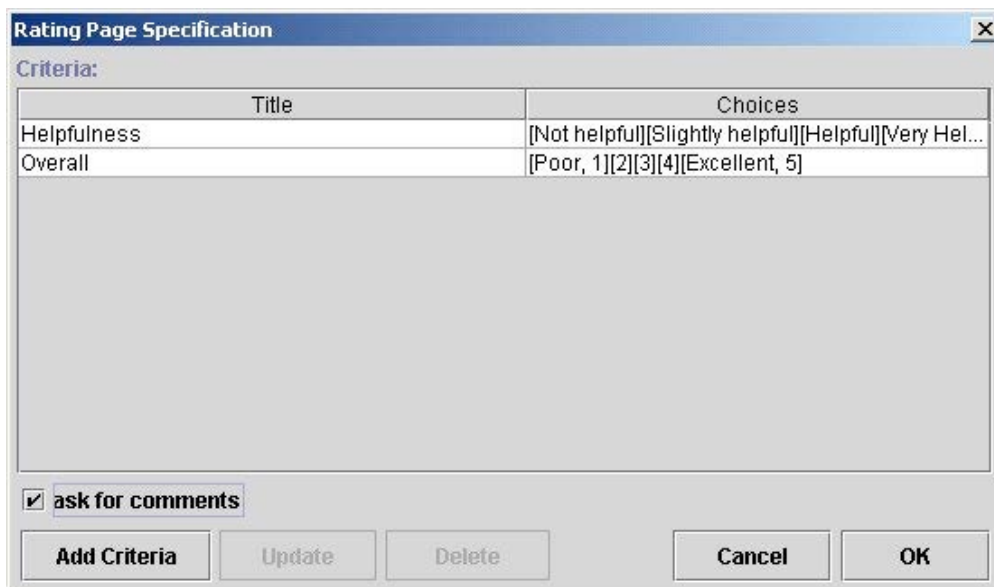 Rating Page Specification
Criteria:
Title Choices
Helpfulness [Not helpful][Slightly helpful][Helpful][Very Hel...
Overall [Poor, 1][2][3][4][Excellent, 5]
ask for comments
Add Criteria Update Delete Cancel OK